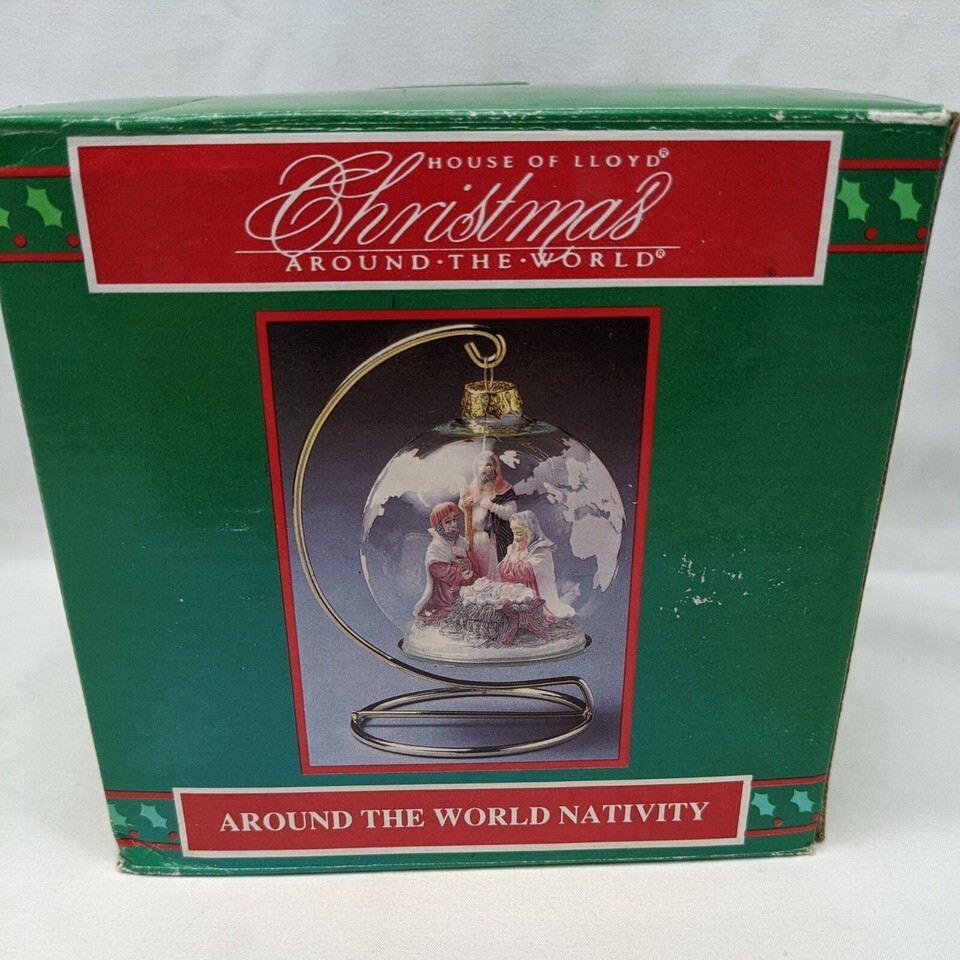 HOUSE OF LLOYD®
Christmas
AROUND·THE·WORLD®
AROUND THE WORLD NATIVITY